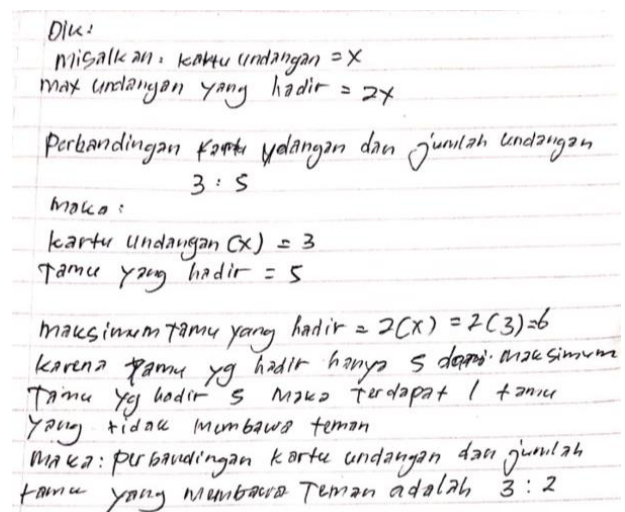 Dik:
Misalkan: kartu undangan = x
max undangan yang hadir = 2x
Perbandingan undangan dan jumlah undangan
3 : 5
maka:
kartu undangan (x) = 3
Tamu yang hadir = 5
maksimum tamu yang hadir = 2(x) = 2(3)=6
karena tamu yg hadir hanya 5 dari maksimum
Tamu yg hadir 5 maka terdapat 1 tamu
yang tidak membawa teman
maka: perbandingan kartu undangan dan jumlah
tamu yang membawa Teman adalah 3 : 2